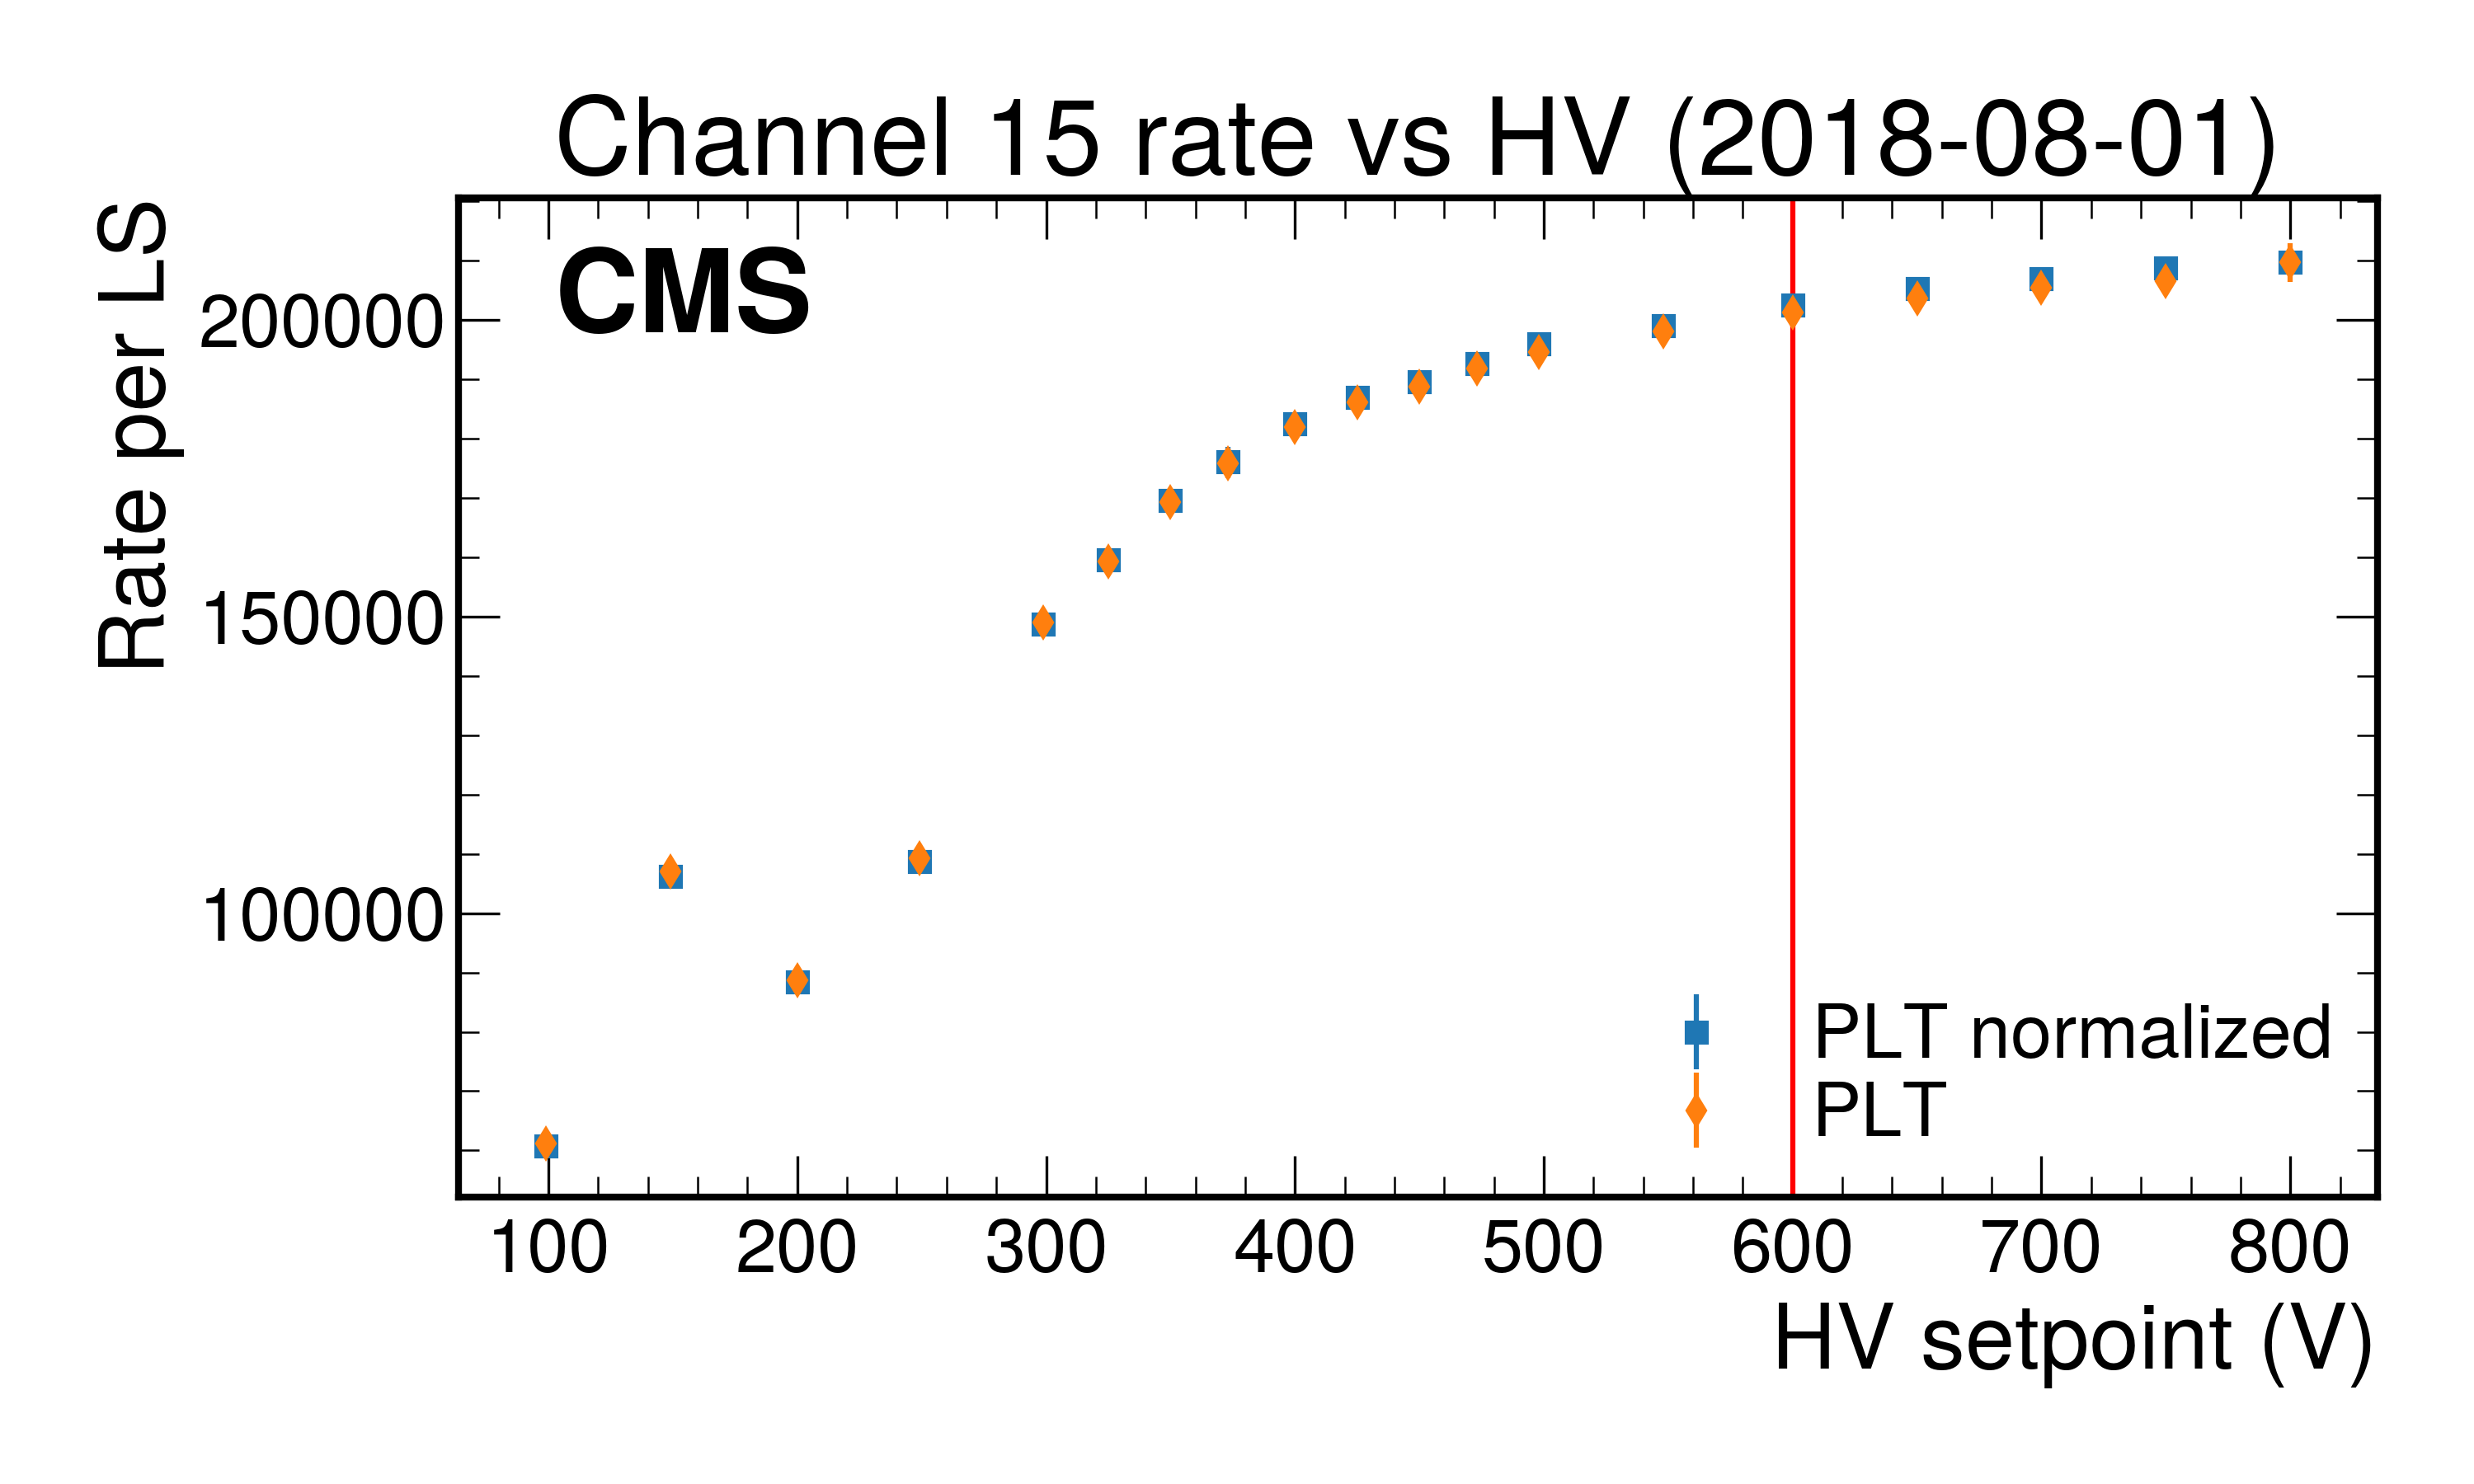 Channel 15 rate vs HV (2018-08-01)
CMS
Rate per LS
200000
150000
100000
PLT normalized
PLT
100 200 300 400 500 600 700 800
HV setpoint (V)